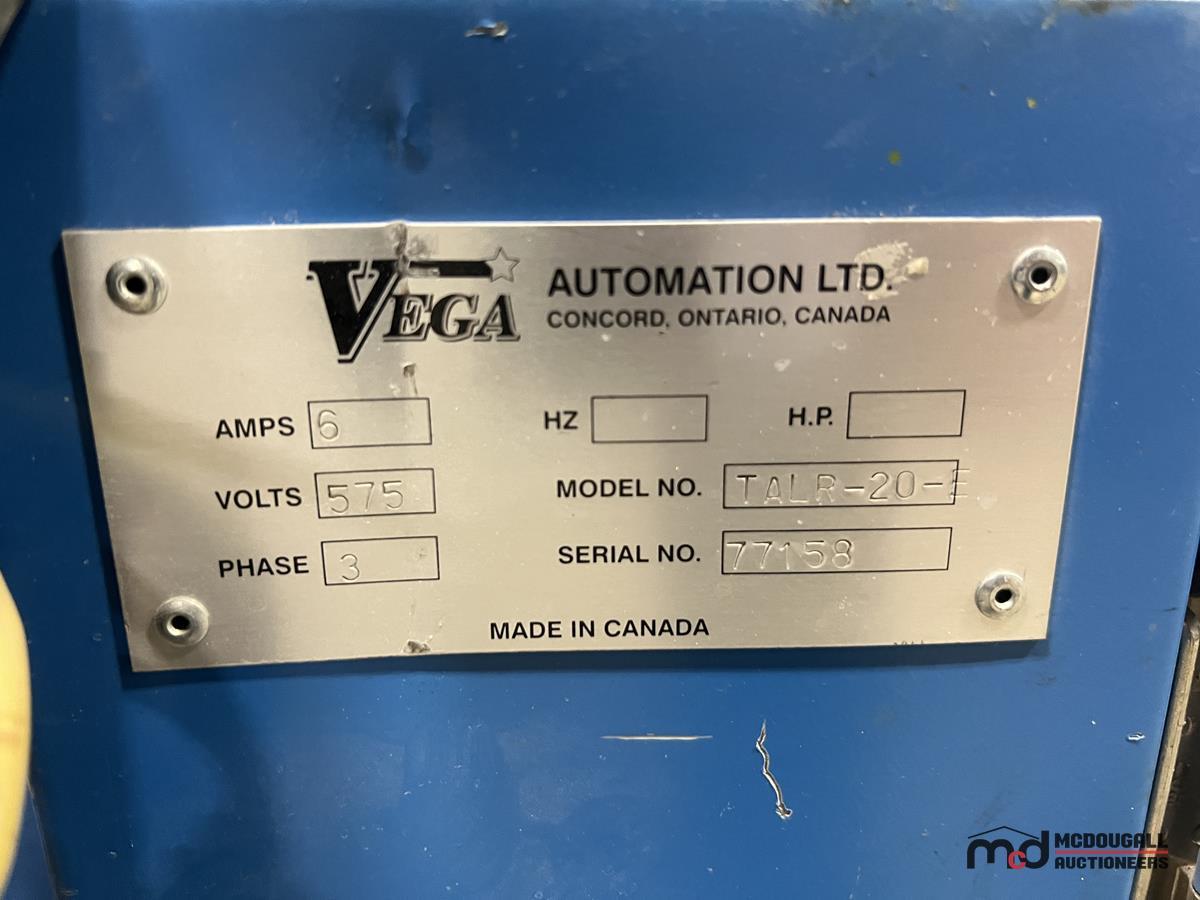 VEGA AUTOMATION LTD.
CONCORD, ONTARIO, CANADA
AMPS 6 HZ H.P.
VOLTS 575 MODEL NO. TALR-20-E
PHASE 3 SERIAL NO. 77158
MADE IN CANADA
mcd MCDOUGALL
AUCTIONEERS